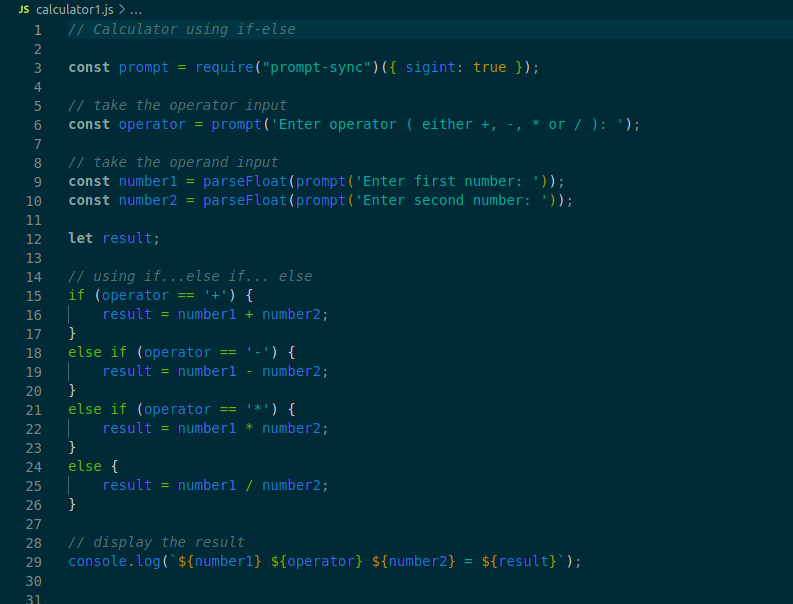 JS calculator1.js > ...
1 // Calculator using if-else
2
3 const prompt = require("prompt-sync")({ sigint: true });
4
5 // take the operator input
6 const operator = prompt('Enter operator ( either +, -, * or / ): ');
7
8 // take the operand input
9 const number1 = parseFloat(prompt('Enter first number: '));
10 const number2 = parseFloat(prompt('Enter second number: '));
11
12 let result;
13
14 // using if...else if... else
15 if (operator == '+') {
16     result = number1 + number2;
17 }
18 else if (operator == '-') {
19     result = number1 - number2;
20 }
21 else if (operator == '*') {
22     result = number1 * number2;
23 }
24 else {
25     result = number1 / number2;
26 }
27
28 // display the result
29 console.log(`${number1} ${operator} ${number2} = ${result}`);
30
31